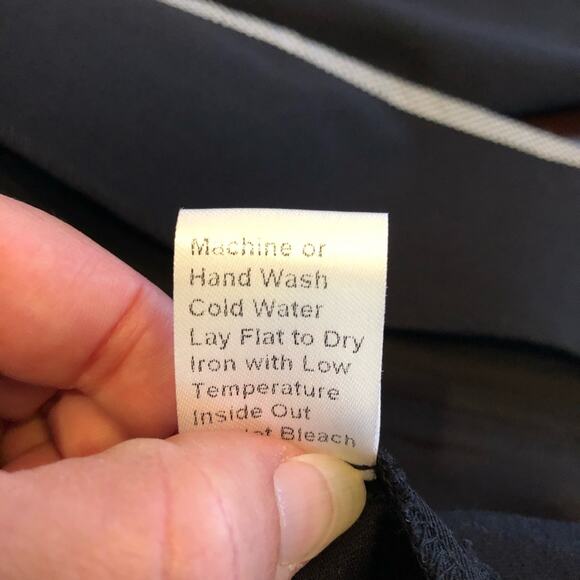 Machine or
Hand Wash
Cold Water
Lay Flat to Dry
Iron with Low
Temperature
Inside Out
Bleach